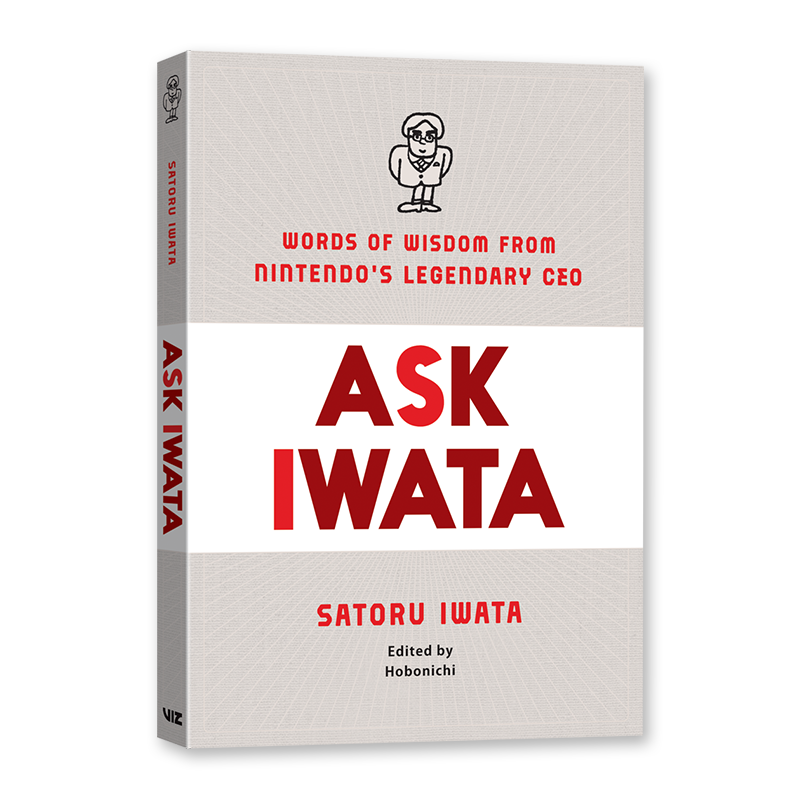 WORDS OF WISDOM FROM
NINTENDO'S LEGENDARY CEO
ASK
IWATA
SATORU IWATA
Edited by
Hobonichi
SATORU IWATA
ASK IWATA
VIZ